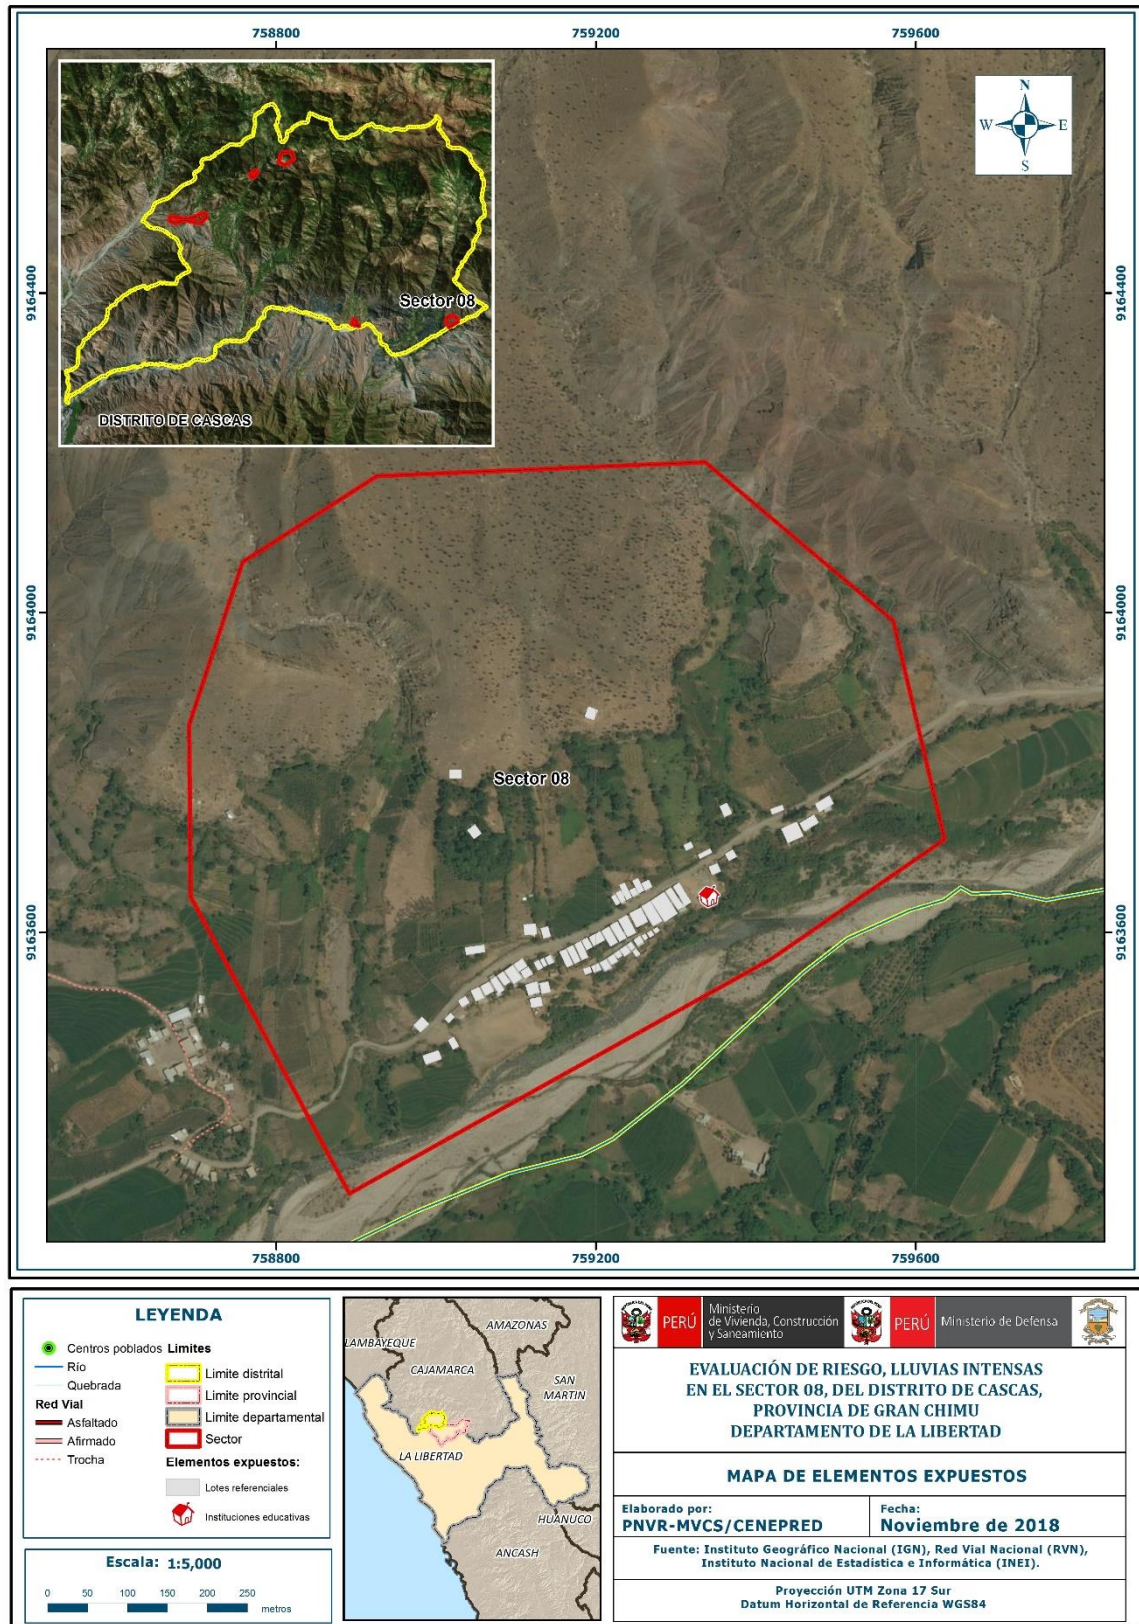 758800
759200
759600
N
W
E
S
9164400
9164400
Sector 08
DISTRITO DE CASCAS
9164000
9164000
Sector 08
9163600
9163600
758800
759200
759600
LEYENDA
Centros poblados
Río
Quebrada
Red Vial
Asfaltado
Afirmado
Trocha
Limites
Limite distrital
Limite provincial
Limite departamental
Sector
Elementos expuestos:
Lotes referenciales
Instituciones educativas
Escala: 1:5,000
0 50 100 150 200 250
metros
LAMBAYEQUE
AMAZONAS
CAJAMARCA
SAN
MARTIN
LA LIBERTAD
HUANUCO
ANCASH
PERÚ
Ministerio
de Vivienda, Construcción
y Saneamiento
PERÚ
Ministerio de Defensa
EVALUACIÓN DE RIESGO, LLUVIAS INTENSAS
EN EL SECTOR 08, DEL DISTRITO DE CASCAS,
PROVINCIA DE GRAN CHIMU
DEPARTAMENTO DE LA LIBERTAD
MAPA DE ELEMENTOS EXPUESTOS
Elaborado por:
PNVR-MVCS/CENEPRED
Fecha:
Noviembre de 2018
Fuente: Instituto Geográfico Nacional (IGN), Red Vial Nacional (RVN),
Instituto Nacional de Estadística e Informática (INEI).
Proyección UTM Zona 17 Sur
Datum Horizontal de Referencia WGS84